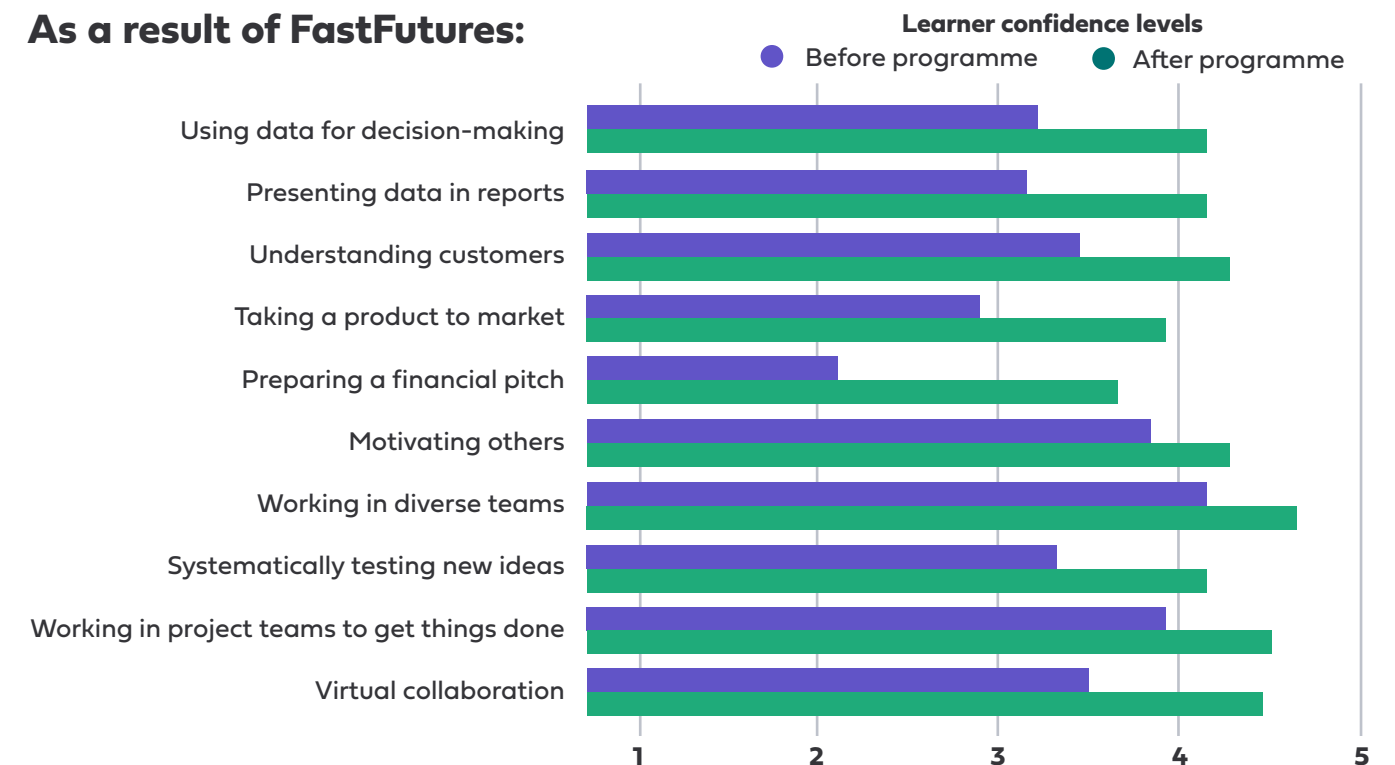 As a result of FastFutures:
Learner confidence levels
Before programme
After programme
Using data for decision-making
Presenting data in reports
Understanding customers
Taking a product to market
Preparing a financial pitch
Motivating others
Working in diverse teams
Systematically testing new ideas
Working in project teams to get things done
Virtual collaboration
1 2 3 4 5